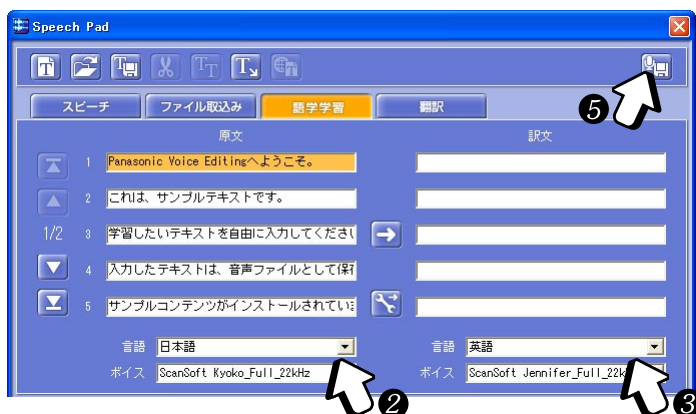 Speech Pad
スピーチ ファイル取込み 語学学習 翻訳
5
原文 訳文
1 Panasonic Voice Editingへようこそ。
2 これは、サンプルテキストです。
1/2 3 学習したいテキストを自由に入力してくださ
4 入力したテキストは、音声ファイルとして保
5 サンプルコンテンツがインストールされてい
言語 日本語 言語 英語
ボイス ScanSoft Kyoko_Full_22kHz ボイス ScanSoft Jennifer_Full_22k
2 3